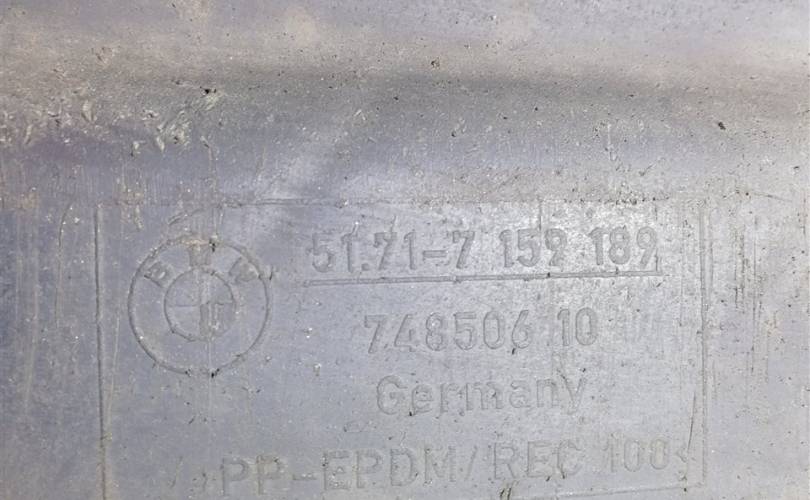 BMW
51.71-7 159 189
748506 10
Germany
>PP-EPDM/REC 100<